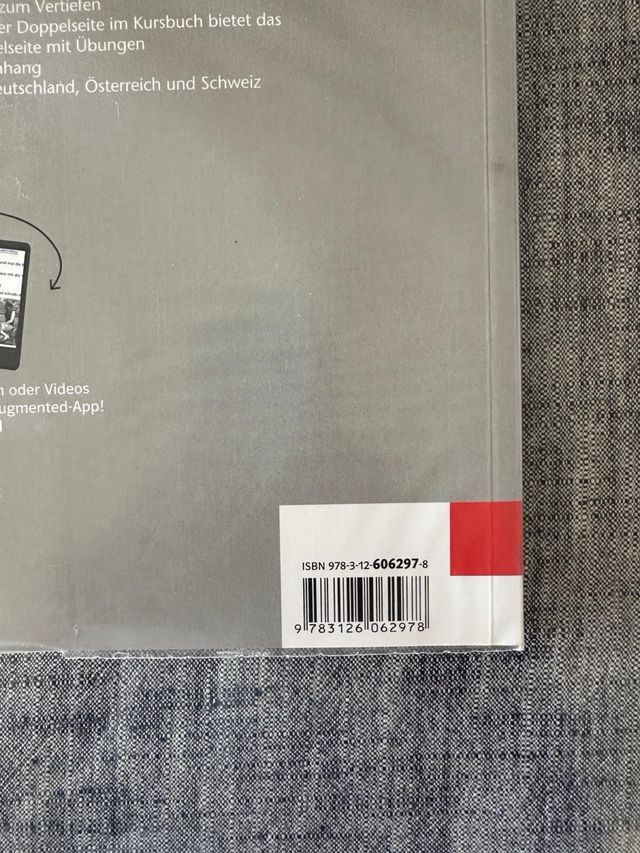 zum Vertiefen
er Doppelseite im Kursbuch bietet das
elseite mit Übungen
nhang
eutschland, Österreich und Schweiz
n oder Videos
ugmented-App!
ISBN 978-3-12-606297-8
9 783126 062978